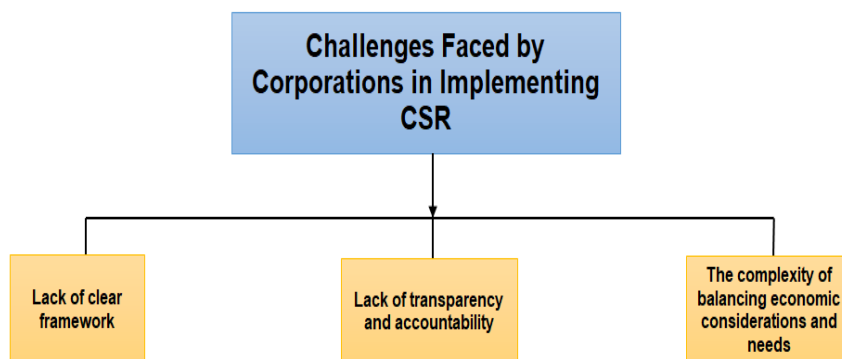 Challenges Faced by
Corporations in Implementing
CSR
Lack of clear
framework
Lack of transparency
and accountability
The complexity of
balancing economic
considerations and
needs